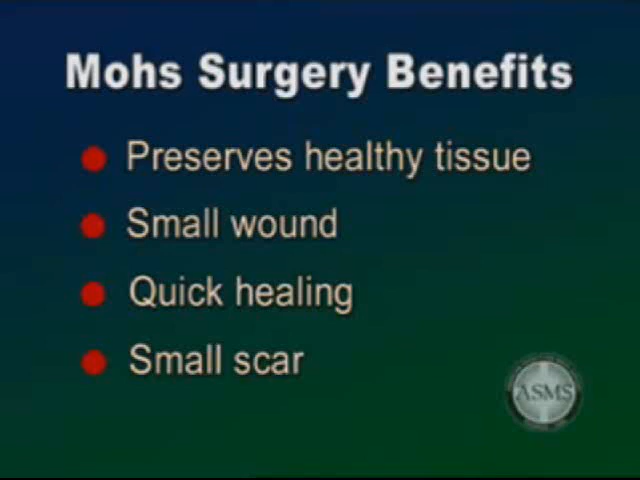 Mohs Surgery Benefits
Preserves healthy tissue
Small wound
Quick healing
Small scar
ASMS